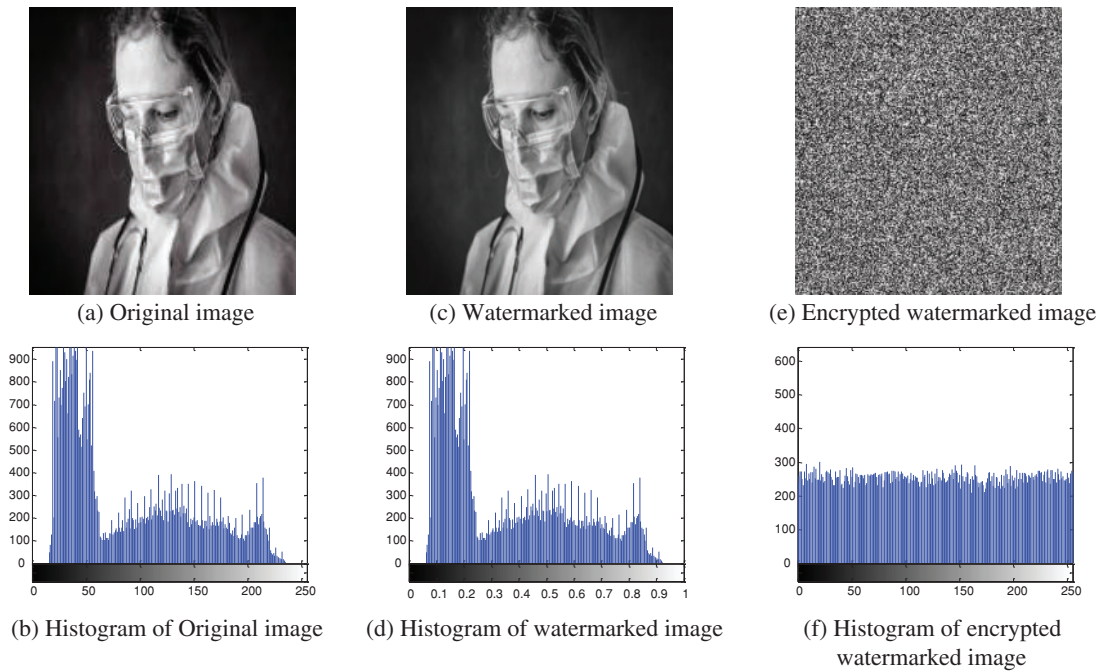 (a) Original image
(c) Watermarked image
(e) Encrypted watermarked image
900
800
700
600
500
400
300
200
100
0
0 50 100 150 200 250
900
800
700
600
500
400
300
200
100
0
0 0.1 0.2 0.3 0.4 0.5 0.6 0.7 0.8 0.9 1
600
500
400
300
200
100
0
0 50 100 150 200 250
(b) Histogram of Original image
(d) Histogram of watermarked image
(f) Histogram of encrypted
watermarked image